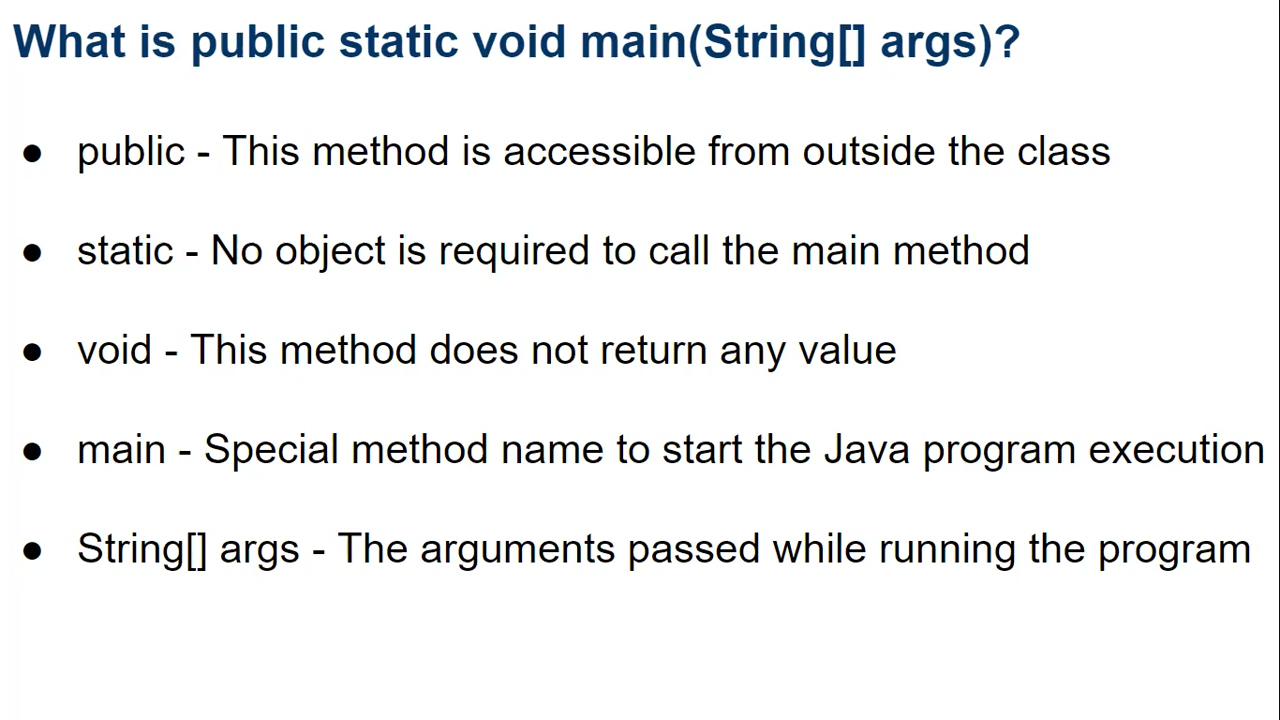 What is public static void main(String[] args)?
● public - This method is accessible from outside the class
● static - No object is required to call the main method
● void - This method does not return any value
● main - Special method name to start the Java program execution
● String[] args - The arguments passed while running the program